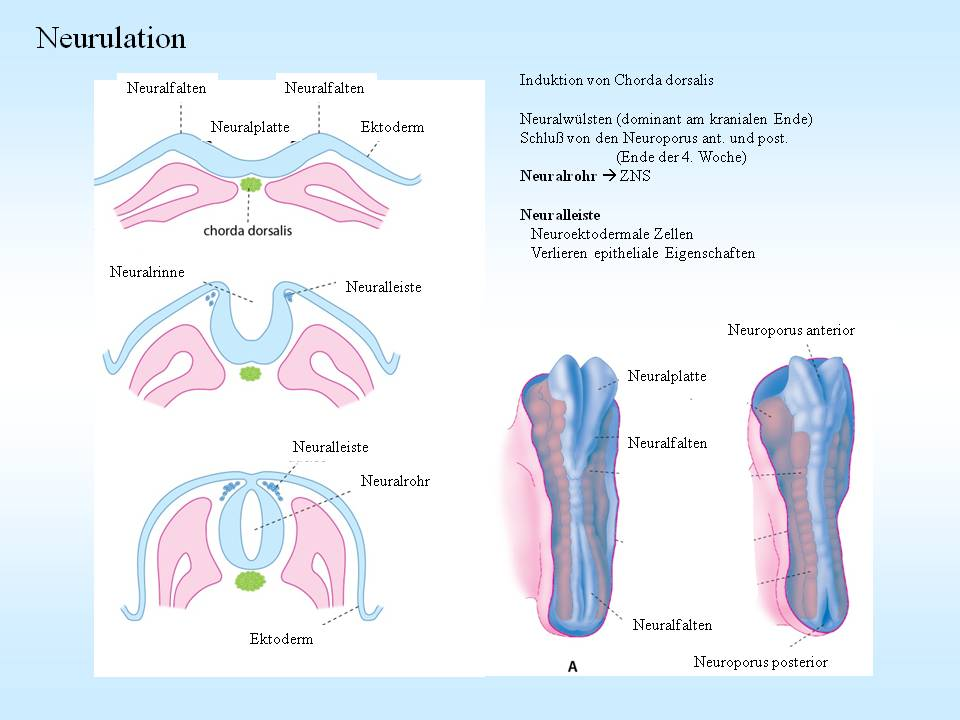 Neurulation
Neuralfalten
Neuralfalten
Neuralplatte
Ektoderm
chorda dorsalis
Neuralrinne
Neuralleiste
Neuralleiste
Neuralrohr
Ektoderm
Induktion von Chorda dorsalis
Neuralwülsten (dominant am kranialen Ende)
Schluß von den Neuroporus ant. und post.
(Ende der 4. Woche)
Neuralrohr → ZNS
Neuralleiste
Neuroektodermale Zellen
Verlieren epitheliale Eigenschaften
Neuroporus anterior
Neuralplatte
Neuralfalten
Neuralfalten
Neuroporus posterior
A